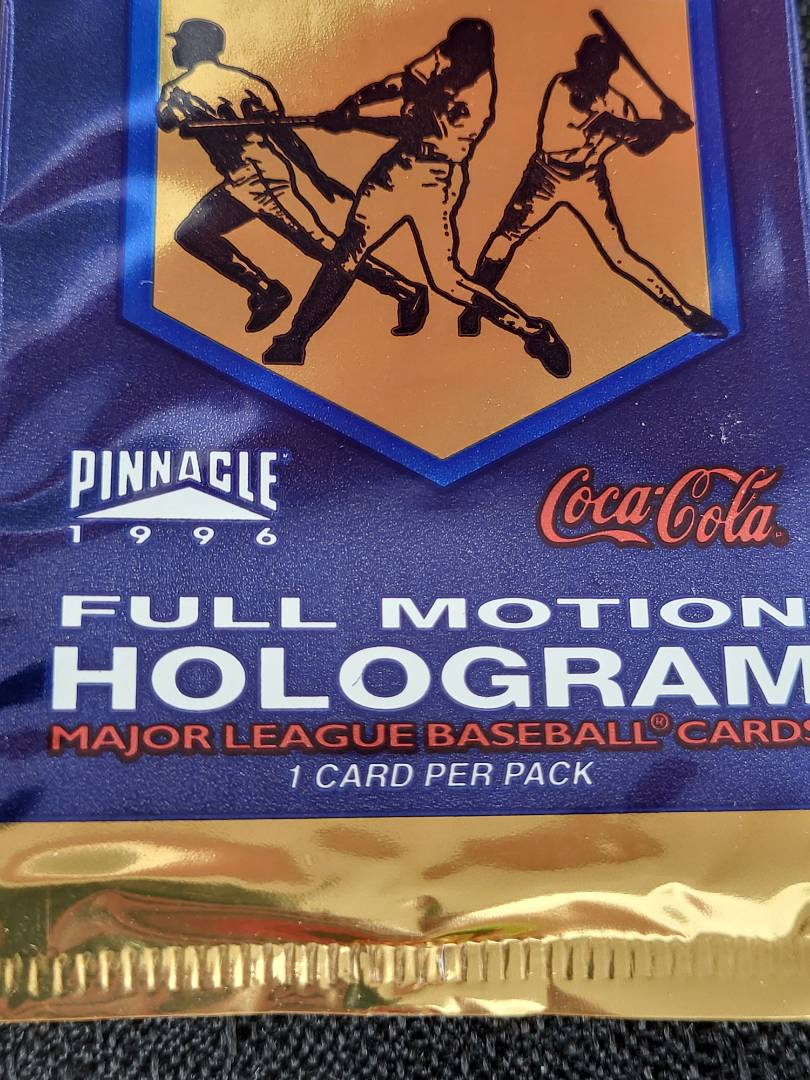 PINNACLE
1996
Coca-Cola
FULL MOTION
HOLOGRAM
MAJOR LEAGUE BASEBALL® CARDS
1 CARD PER PACK